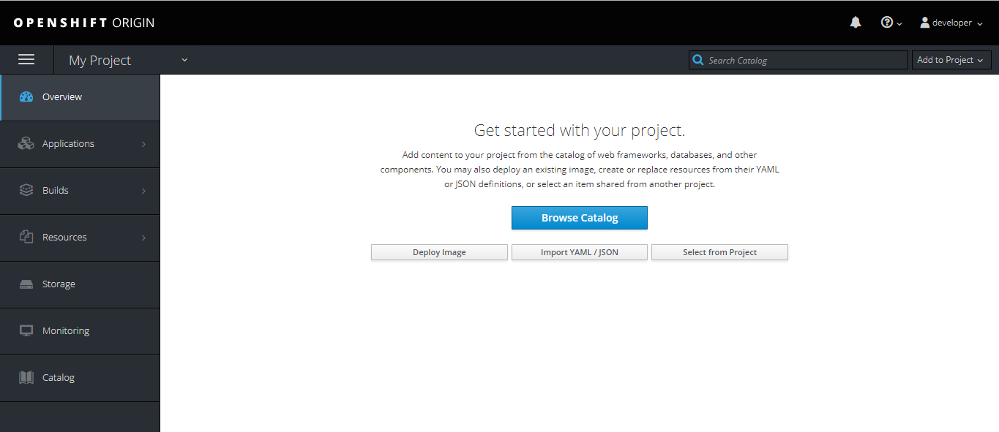 OPENSHIFT ORIGIN
developer
My Project
Search Catalog
Add to Project
Overview
Applications
Builds
Resources
Storage
Monitoring
Catalog
Get started with your project.
Add content to your project from the catalog of web frameworks, databases, and other
components. You may also deploy an existing image, create or replace resources from their YAML
or JSON definitions, or select an item shared from another project.
Browse Catalog
Deploy Image
Import YAML / JSON
Select from Project